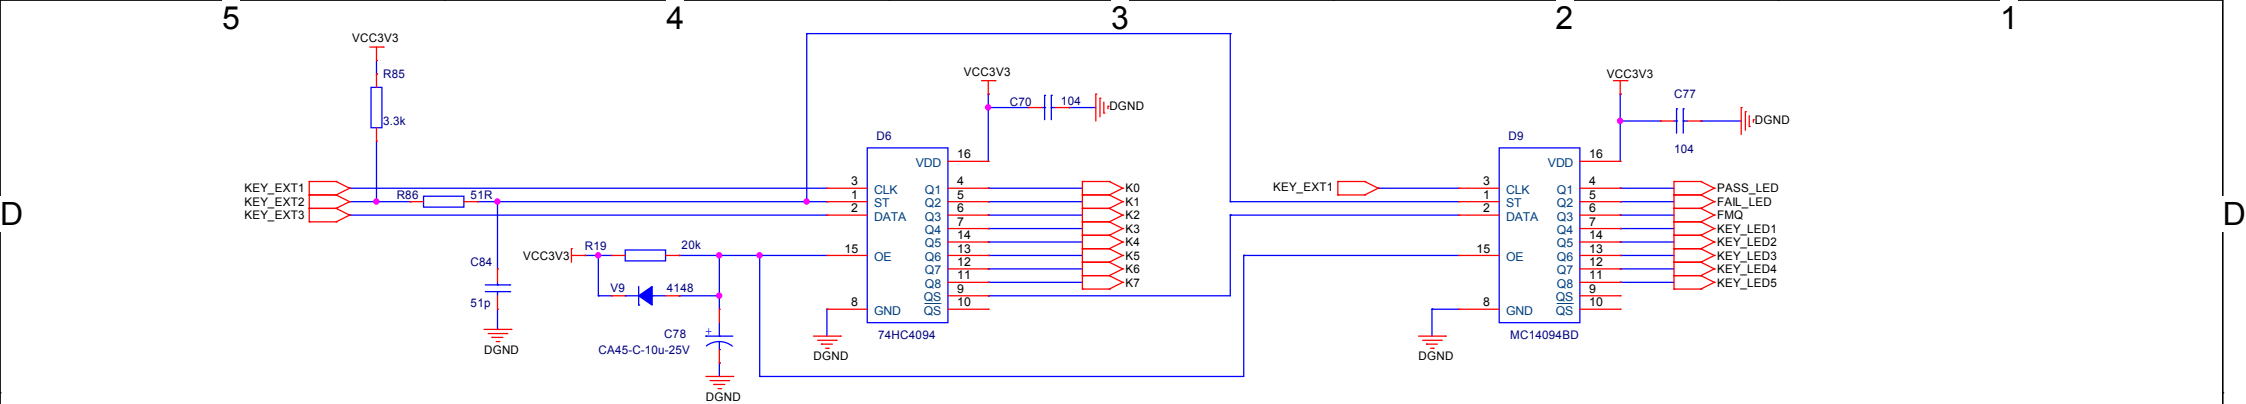 5 4 3 2 1
VCC3V3
R85
3.3k
VCC3V3
C70 104 DGND
VCC3V3
C77
DGND
104
D6
D9
VDD 16
VDD 16
KEY_EXT1
KEY_EXT2
KEY_EXT3
R86 51R
3 CLK Q1 4 K0
1 ST Q2 5 K1
2 DATA Q3 6 K2
Q4 7 K3
Q5 14 K4
15 OE Q6 13 K5
Q7 12 K6
Q8 11 K7
QS 9
8 GND QS 10
74HC4094
DGND
KEY_EXT1
3 CLK Q1 4 PASS_LED
1 ST Q2 5 FAIL_LED
2 DATA Q3 6 FMQ
Q4 7 KEY_LED1
Q5 14 KEY_LED2
15 OE Q6 13 KEY_LED3
Q7 12 KEY_LED4
Q8 11 KEY_LED5
QS 9
8 GND QS 10
MC14094BD
DGND
D D
C84
51p
DGND
VCC3V3 R19 20k
V9 4148
C78 +
CA45-C-10u-25V
DGND